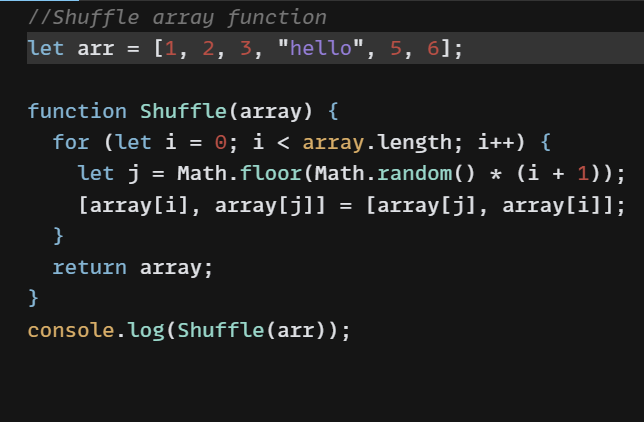 //Shuffle array function
let arr = [1, 2, 3, "hello", 5, 6];
function Shuffle(array) {
for (let i = 0; i < array.length; i++) {
let j = Math.floor(Math.random() * (i + 1));
[array[i], array[j]] = [array[j], array[i]];
}
return array;
}
console.log(Shuffle(arr));